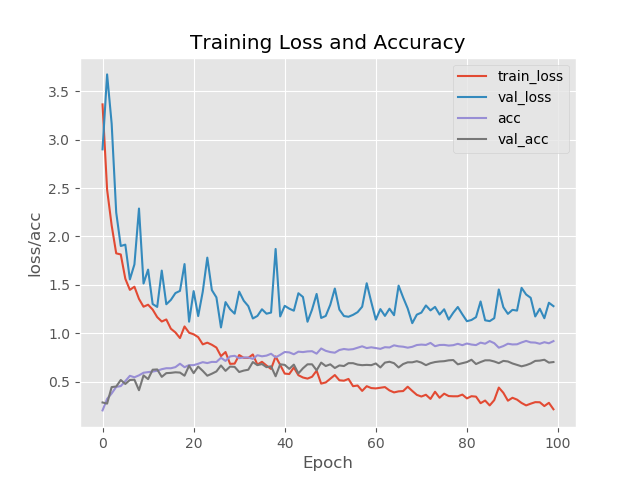 Training Loss and Accuracy
train_loss
val_loss
acc
val_acc
loss/acc
3.5
3.0
2.5
2.0
1.5
1.0
0.5
0 20 40 60 80 100
Epoch